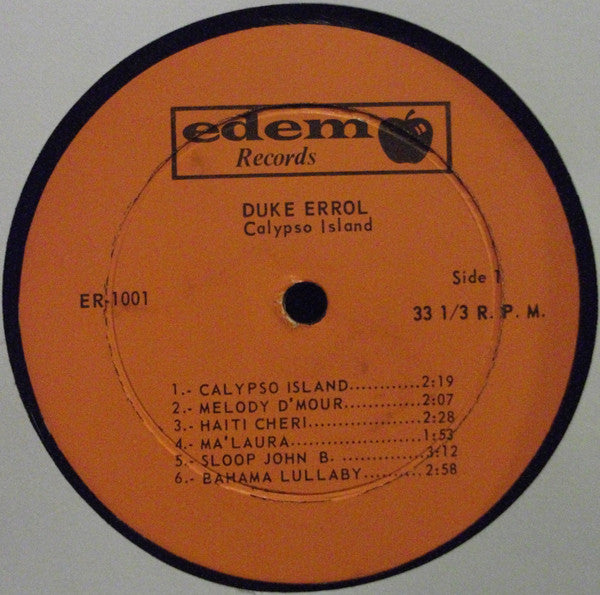 edem
Records
DUKE ERROL
Calypso Island
Side 1
ER-1001
33 1/3 R. P. M.
1.- CALYPSO ISLAND............2:19
2.- MELODY D'MOUR............2:07
3.- HAITI CHERI..................2:28
4.- MA'LAURA....................1:53
5.- SLOOP JOHN B. ..............3:12
6.- BAHAMA LULLABY..........2:58